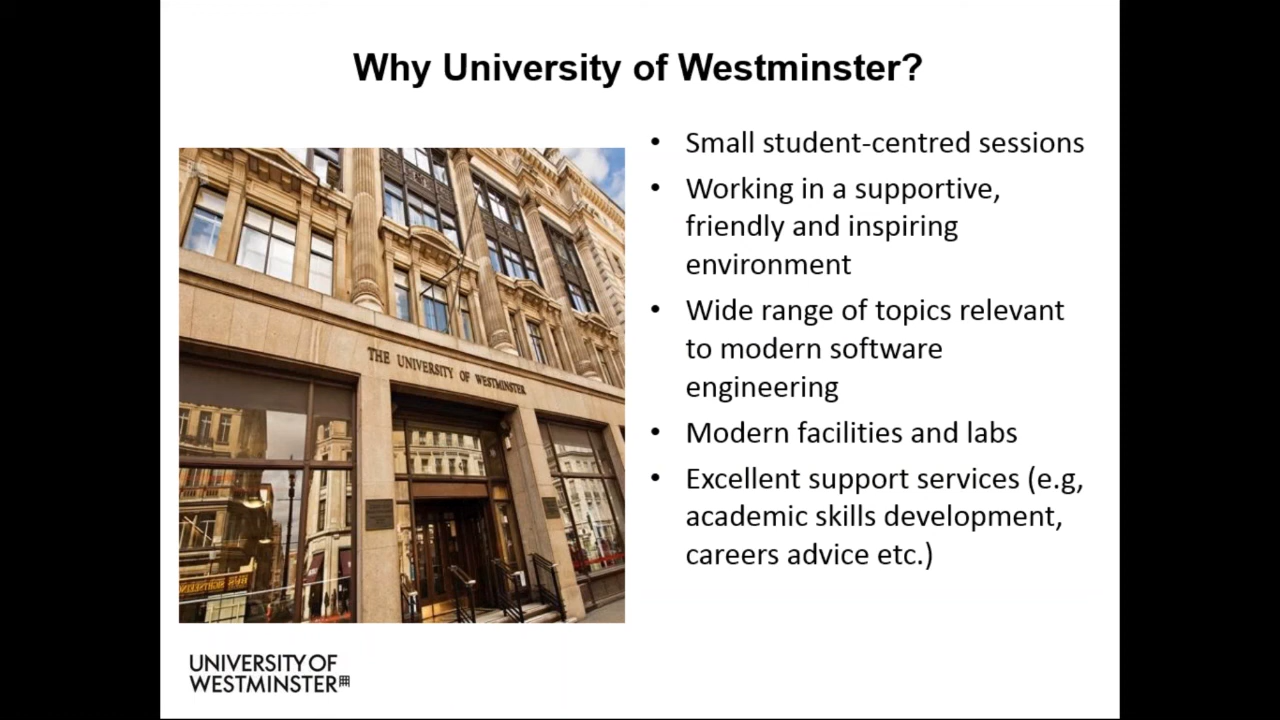 Why University of Westminster?
• Small student-centred sessions
• Working in a supportive,
friendly and inspiring
environment
• Wide range of topics relevant
to modern software
engineering
• Modern facilities and labs
• Excellent support services (e.g,
academic skills development,
careers advice etc.)
THE UNIVERSITY OF WESTMINSTER
UNIVERSITY OF
WESTMINSTER